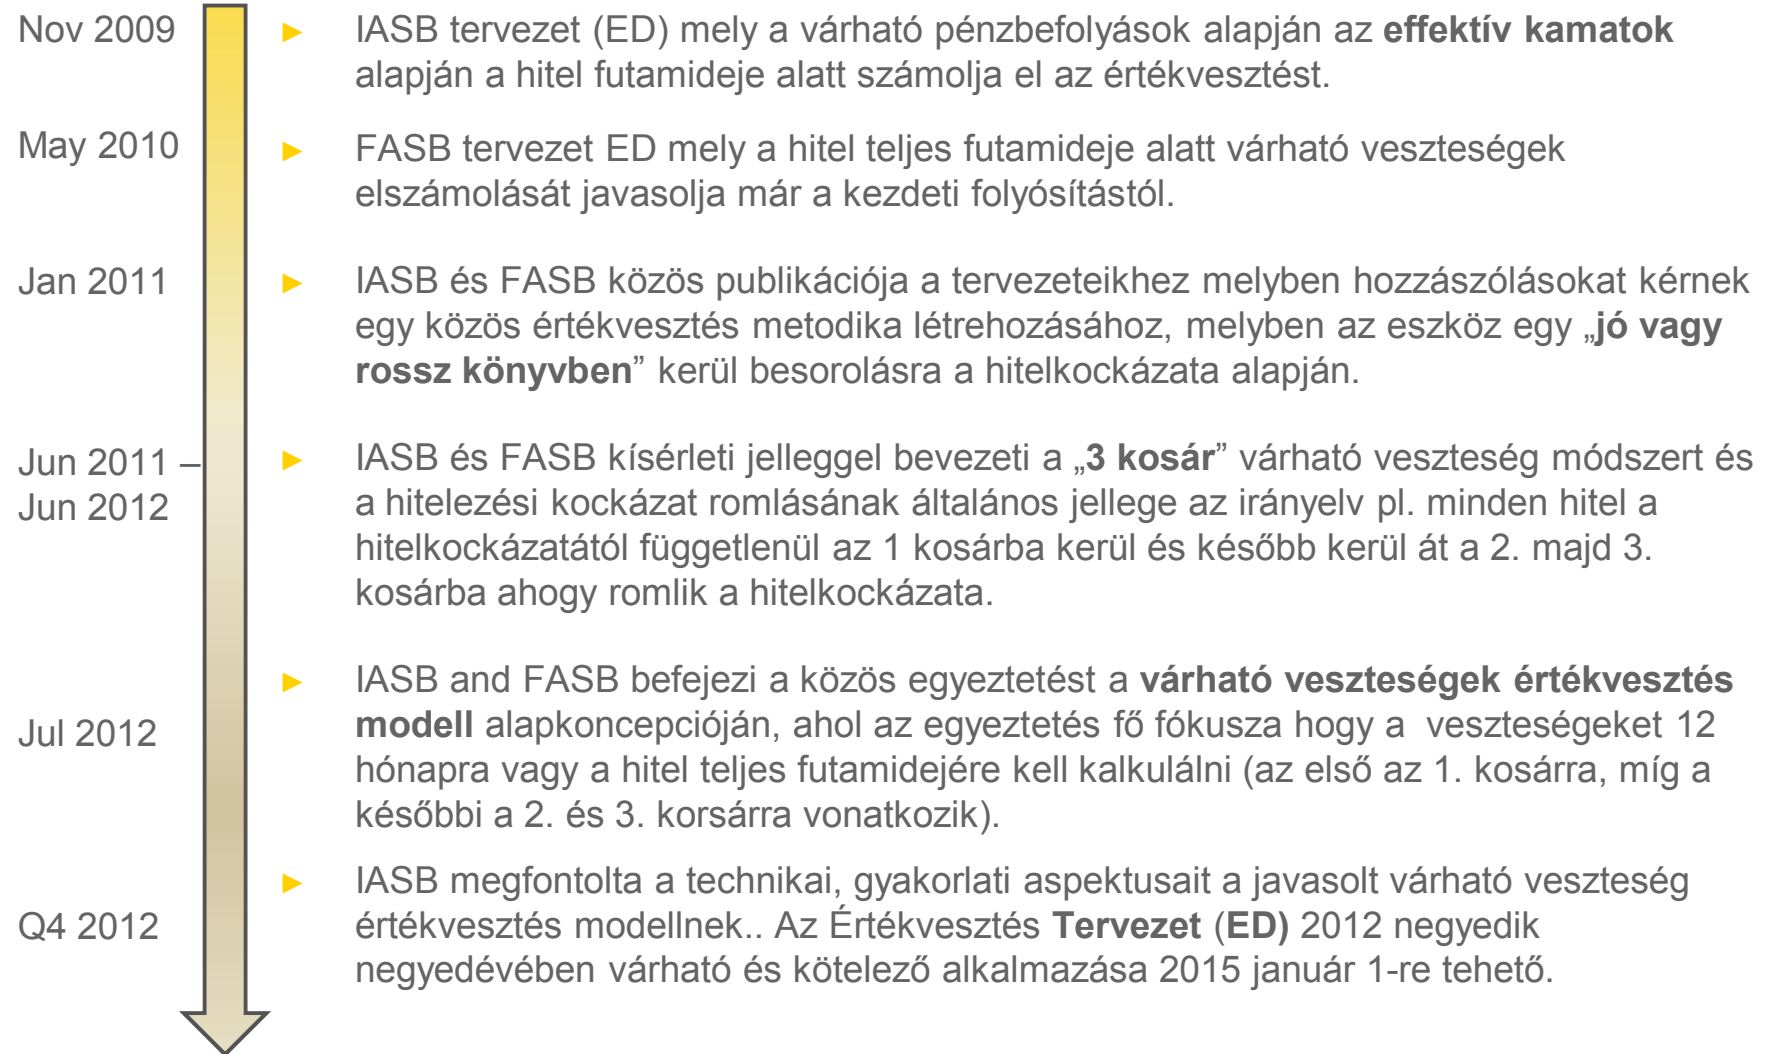 Nov 2009
► IASB tervezet (ED) mely a várható pénzbefolyások alapján az effektív kamatok
alapján a hitel futamideje alatt számolja el az értékvesztést.
May 2010
► FASB tervezet ED mely a hitel teljes futamideje alatt várható veszteségek
elszámolását javasolja már a kezdeti folyósítástól.
Jan 2011
► IASB és FASB közös publikációja a tervezeteikhez melyben hozzászólásokat kérnek
egy közös értékvesztés metodika létrehozásához, melyben az eszköz egy „jó vagy
rossz könyvben” kerül besorolásra a hitelkockázata alapján.
Jun 2011 –
Jun 2012
► IASB és FASB kísérleti jelleggel bevezeti a „3 kosár” várható veszteség módszert és
a hitelezési kockázat romlásának általános jellege az irányelv pl. minden hitel a
hitelkockázatától függetlenül az 1 kosárba kerül és később kerül át a 2. majd 3.
kosárba ahogy romlik a hitelkockázata.
Jul 2012
► IASB and FASB befejezi a közös egyeztetést a várható veszteségek értékvesztés
modell alapkoncepcióján, ahol az egyeztetés fő fókusza hogy a veszteségeket 12
hónapra vagy a hitel teljes futamidejére kell kalkulálni (az első az 1. kosárra, míg a
későbbi a 2. és 3. korsárra vonatkozik).
Q4 2012
► IASB megfontolta a technikai, gyakorlati aspektusait a javasolt várható veszteség
értékvesztés modellnek.. Az Értékvesztés Tervezet (ED) 2012 negyedik
negyedévében várható és kötelező alkalmazása 2015 január 1-re tehető.